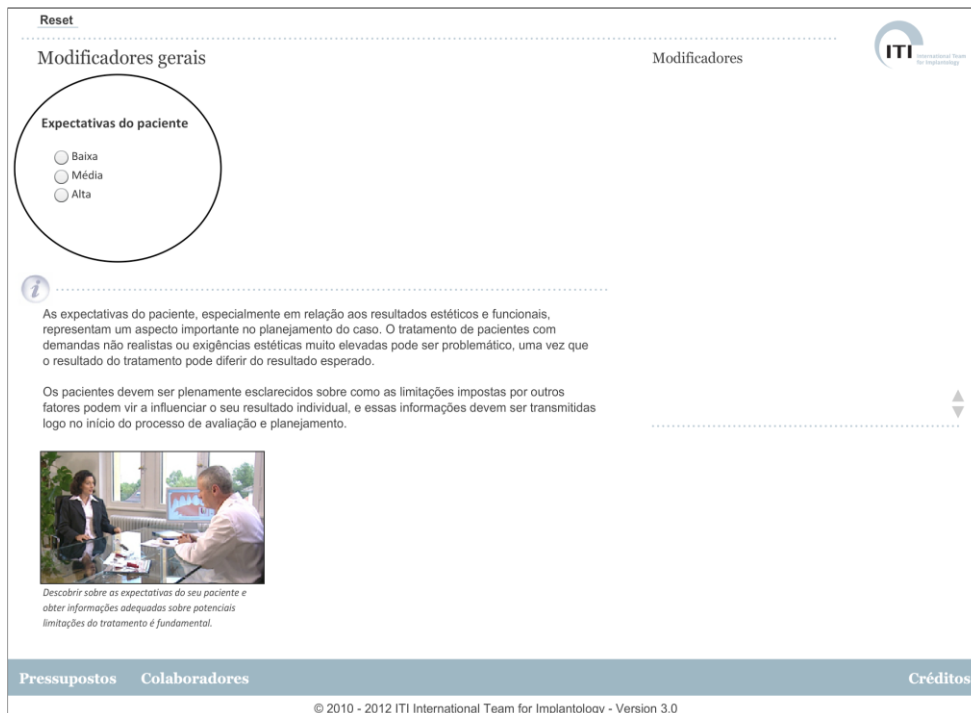 Reset
Modificadores gerais
Modificadores
ITI
International Team
for Implantology
Expectativas do paciente
Baixa
Média
Alta
i
As expectativas do paciente, especialmente em relação aos resultados estéticos e funcionais,
representam um aspecto importante no planejamento do caso. O tratamento de pacientes com
demandas não realistas ou exigências estéticas muito elevadas pode ser problemático, uma vez que
o resultado do tratamento pode diferir do resultado esperado.
Os pacientes devem ser plenamente esclarecidos sobre como as limitações impostas por outros
fatores podem vir a influenciar o seu resultado individual, e essas informações devem ser transmitidas
logo no início do processo de avaliação e planejamento.
Descobrir sobre as expectativas do seu paciente e
obter informações adequadas sobre potenciais
limitações do tratamento é fundamental.
Pressupostos Colaboradores Créditos
© 2010 - 2012 ITI International Team for Implantology - Version 3.0